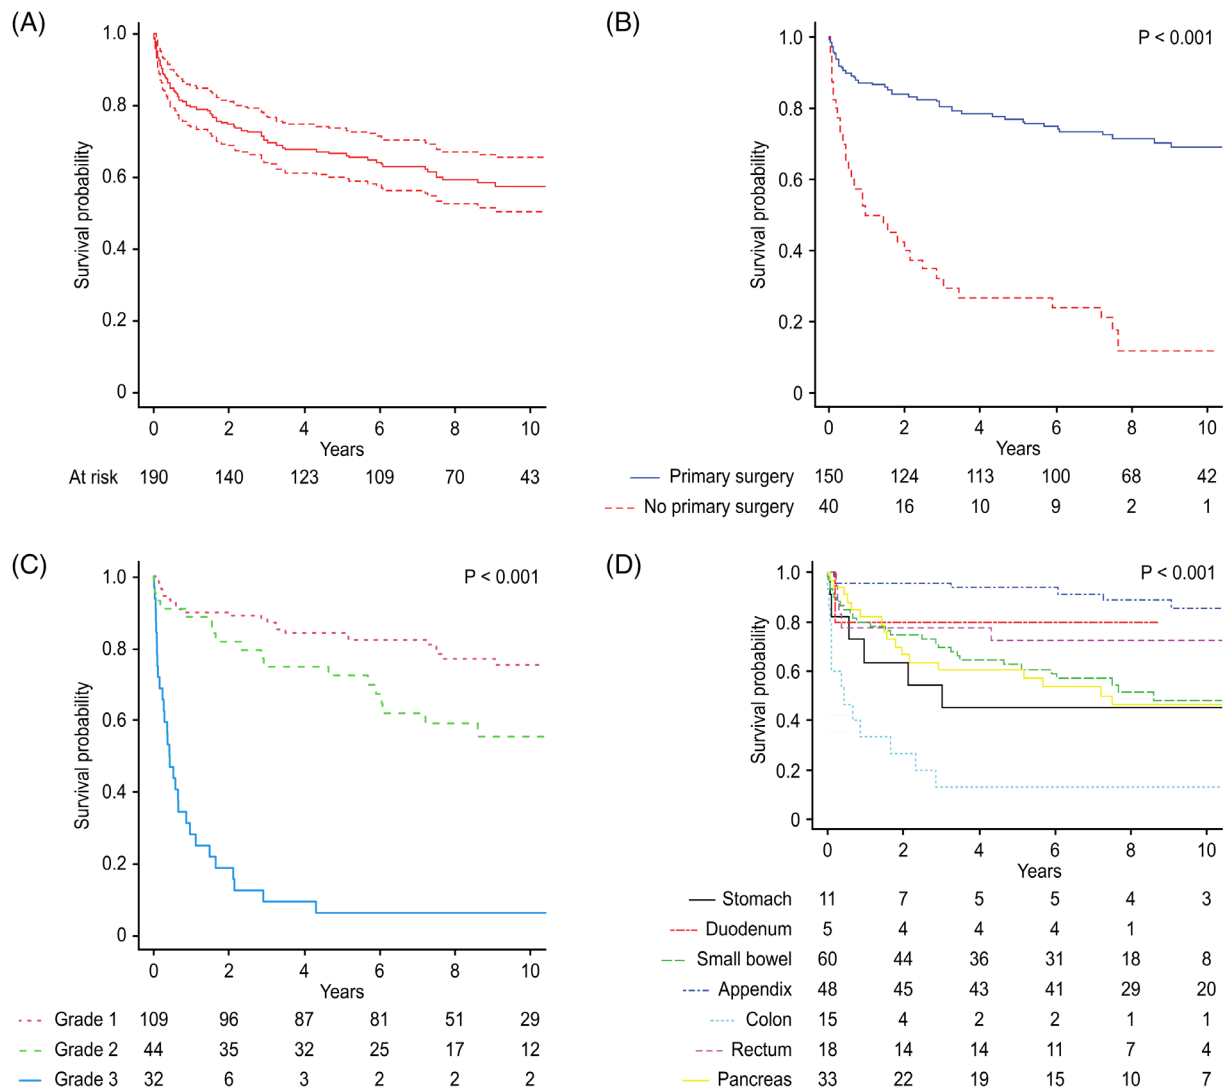 (A)
1.0
0.8
0.6
0.4
0.2
0
Survival probability
0 2 4 6 8 10
Years
At risk 190 140 123 109 70 43
(B)
P < 0.001
1.0
0.8
0.6
0.4
0.2
0
Survival probability
0 2 4 6 8 10
Years
Primary surgery 150 124 113 100 68 42
No primary surgery 40 16 10 9 2 1
(C)
P < 0.001
1.0
0.8
0.6
0.4
0.2
0
Survival probability
0 2 4 6 8 10
Years
Grade 1 109 96 87 81 51 29
Grade 2 44 35 32 25 17 12
Grade 3 32 6 3 2 2 2
(D)
P < 0.001
1.0
0.8
0.6
0.4
0.2
0
Survival probability
0 2 4 6 8 10
Years
Stomach 11 7 5 5 4 3
Duodenum 5 4 4 4 1
Small bowel 60 44 36 31 18 8
Appendix 48 45 43 41 29 20
Colon 15 4 2 2 1 1
Rectum 18 14 14 11 7 4
Pancreas 33 22 19 15 10 7